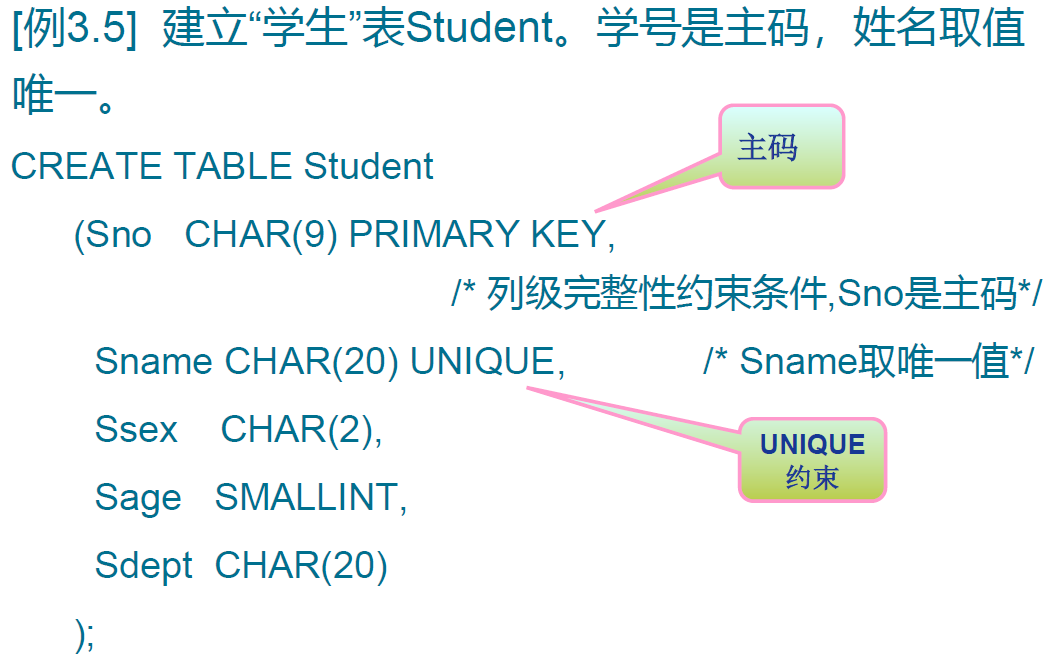 [例3.5] 建立“学生”表Student。学号是主码，姓名取值
唯一。
主码
CREATE TABLE Student
(Sno CHAR(9) PRIMARY KEY,
/* 列级完整性约束条件,Sno是主码*/
Sname CHAR(20) UNIQUE, /* Sname取唯一值*/
Ssex CHAR(2),
UNIQUE
约束
Sage SMALLINT,
Sdept CHAR(20)
);